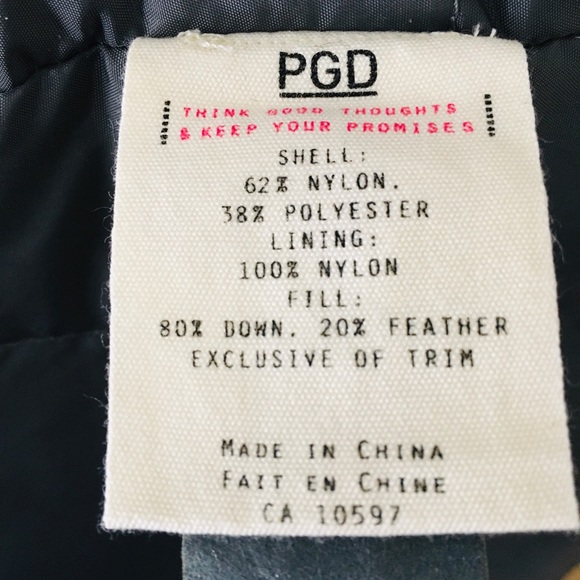 PGD
THINK GOOD THOUGHTS
& KEEP YOUR PROMISES
SHELL:
62% NYLON.
38% POLYESTER
LINING:
100% NYLON
FILL:
80% DOWN. 20% FEATHER
EXCLUSIVE OF TRIM
MADE IN CHINA
FAIT EN CHINE
CA 10597